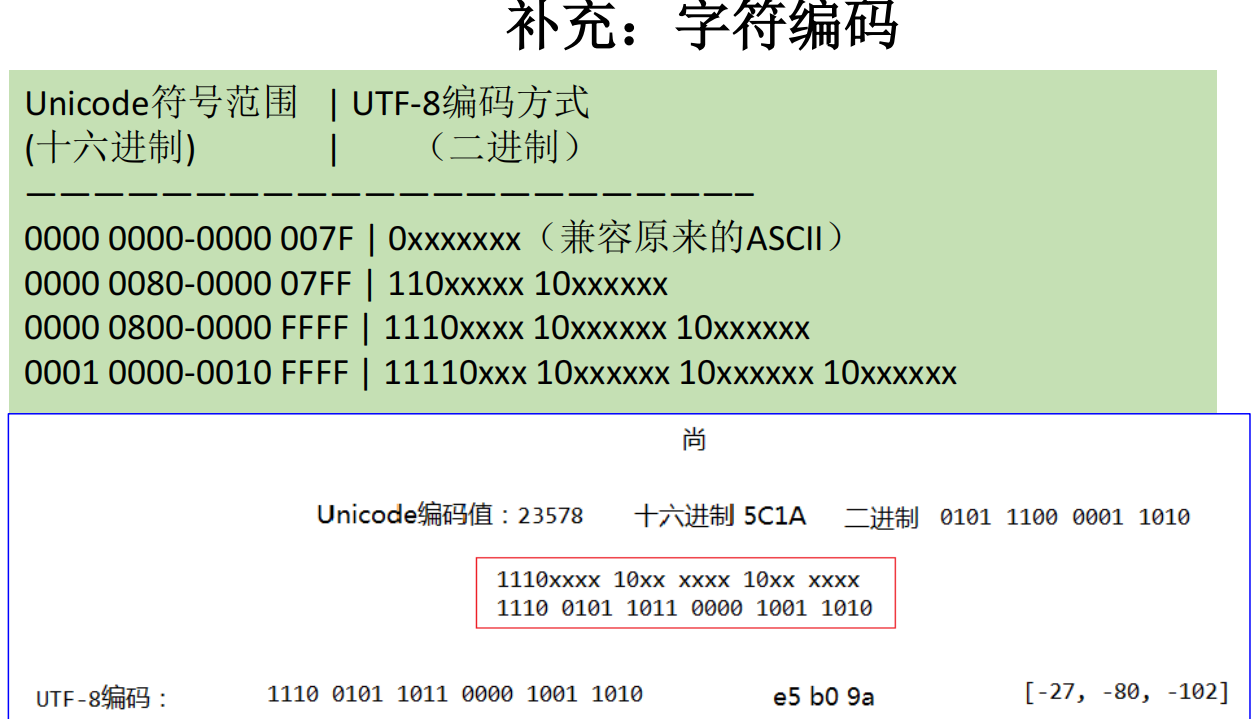 补充：字符编码
Unicode符号范围 | UTF-8编码方式
(十六进制) | （二进制）
——————————————————————–
0000 0000-0000 007F | 0xxxxxxx（兼容原来的ASCII）
0000 0080-0000 07FF | 110xxxxx 10xxxxxx
0000 0800-0000 FFFF | 1110xxxx 10xxxxxx 10xxxxxx
0001 0000-0010 FFFF | 11110xxx 10xxxxxx 10xxxxxx 10xxxxxx
尚
Unicode编码值：23578 十六进制 5C1A 二进制 0101 1100 0001 1010
1110xxxx 10xx xxxx 10xx xxxx
1110 0101 1011 0000 1001 1010
UTF-8编码： 1110 0101 1011 0000 1001 1010 e5 b0 9a [-27, -80, -102]